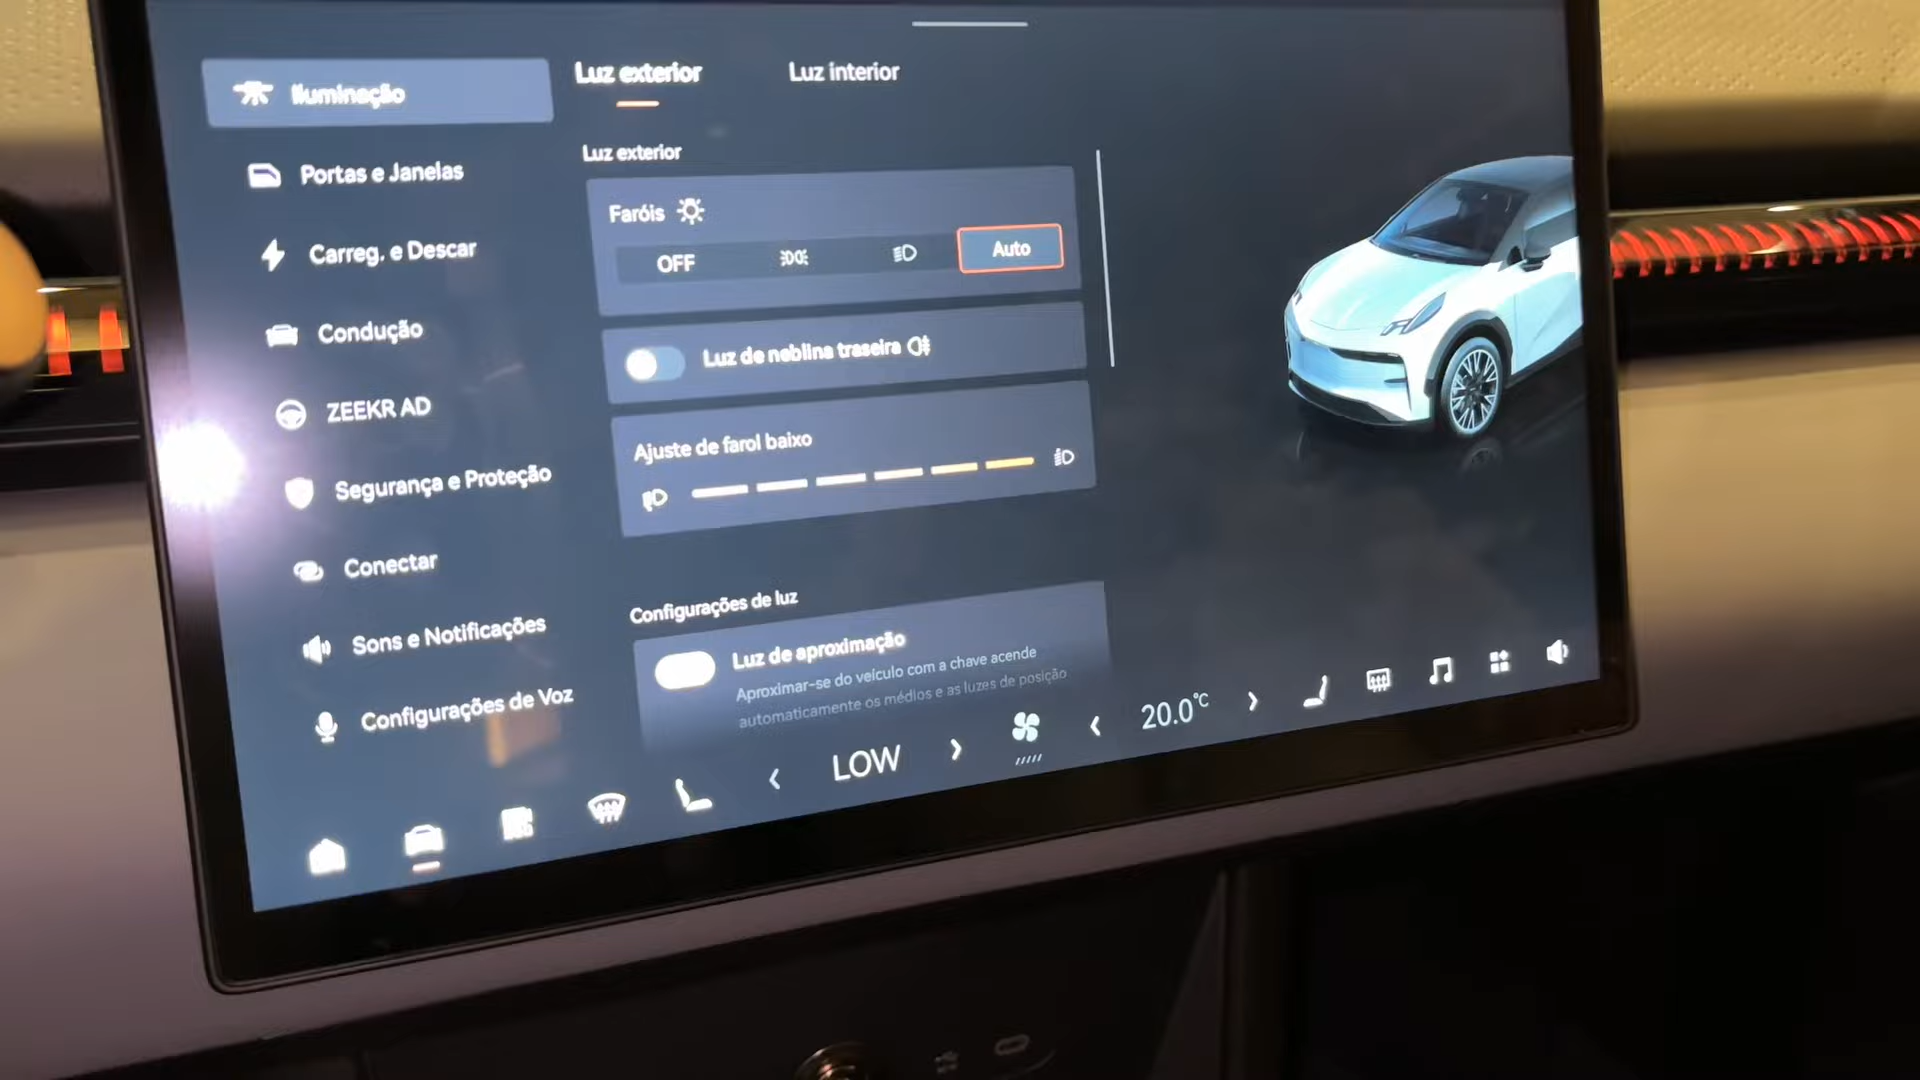 Iluminação
Portas e Janelas
Carreg. e Descar
Condução
ZEEKR AD
Segurança e Proteção
Conectar
Sons e Notificações
Configurações de Voz
Luz exterior
Luz interior
Luz exterior
Faróis
OFF
Auto
Luz de neblina traseira
Ajuste de farol baixo
Configurações de luz
Luz de aproximação
Aproximar-se do veículo com a chave acende
automaticamente os médios e as luzes de posição
LOW
20.0°C